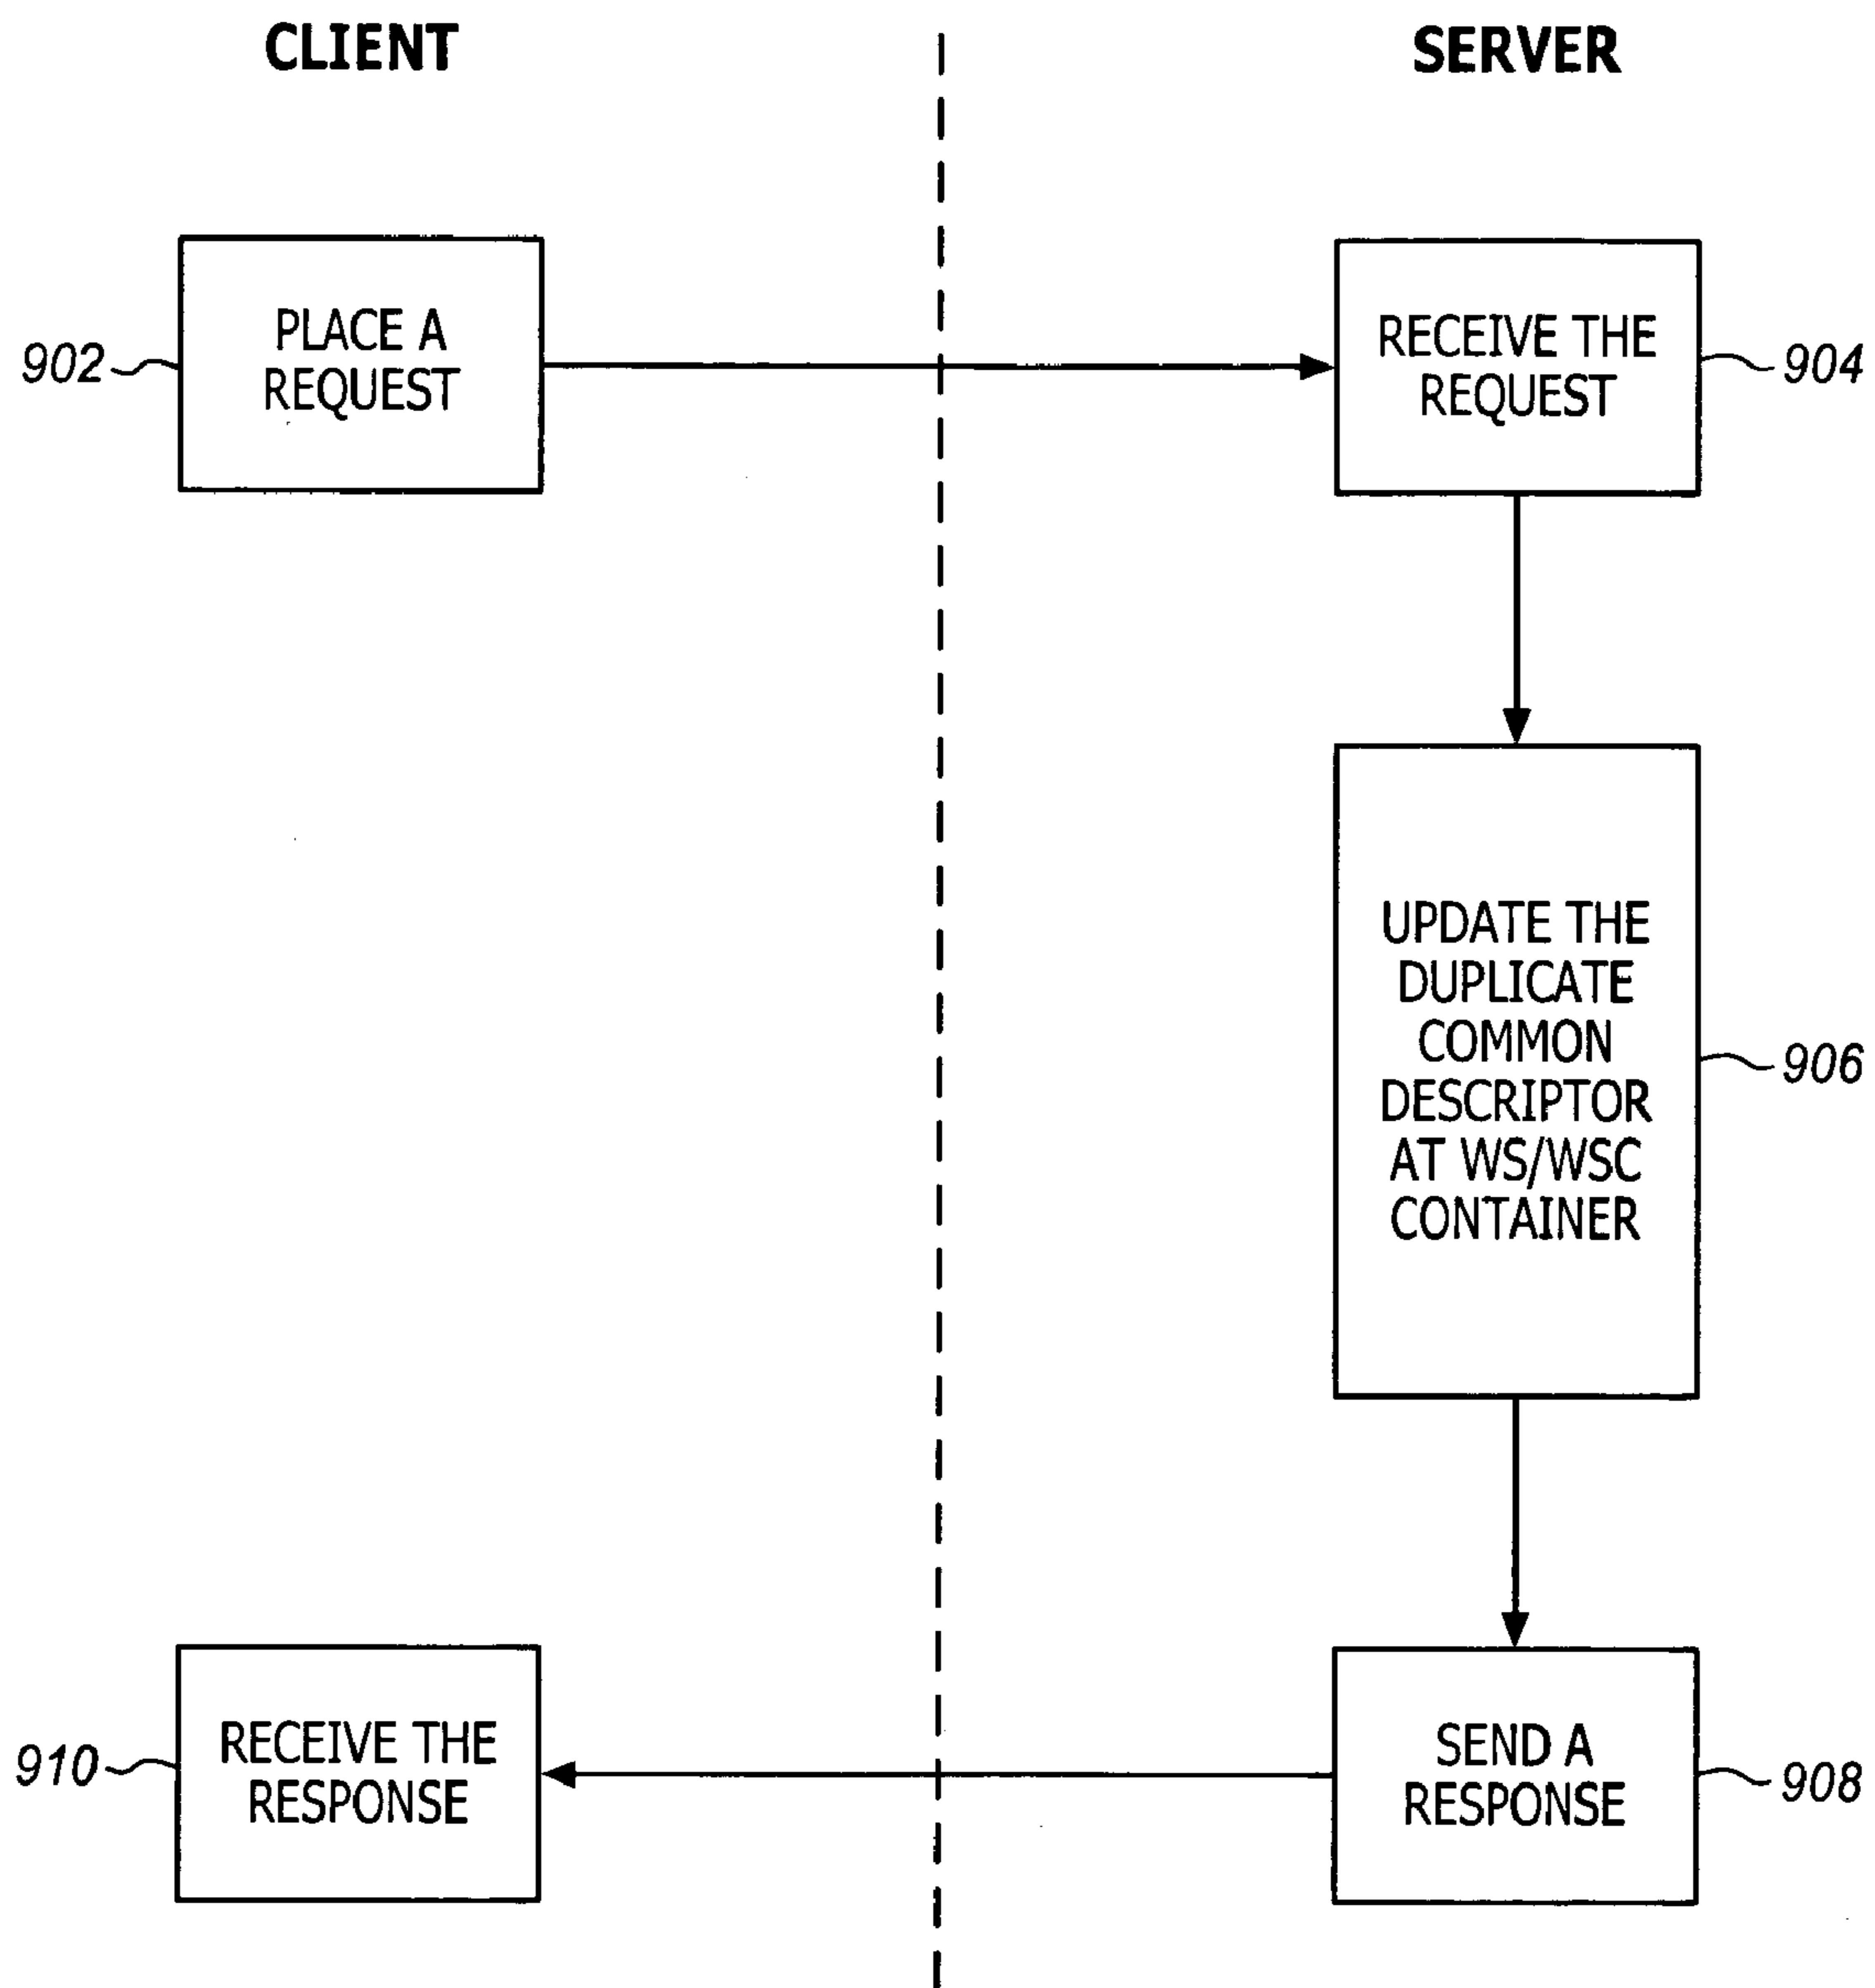 CLIENT
SERVER
PLACE A
REQUEST
902
RECEIVE THE
REQUEST
904
UPDATE THE
DUPLICATE
COMMON
DESCRIPTOR
AT WS/WSC
CONTAINER
906
SEND A
RESPONSE
908
RECEIVE THE
RESPONSE
910